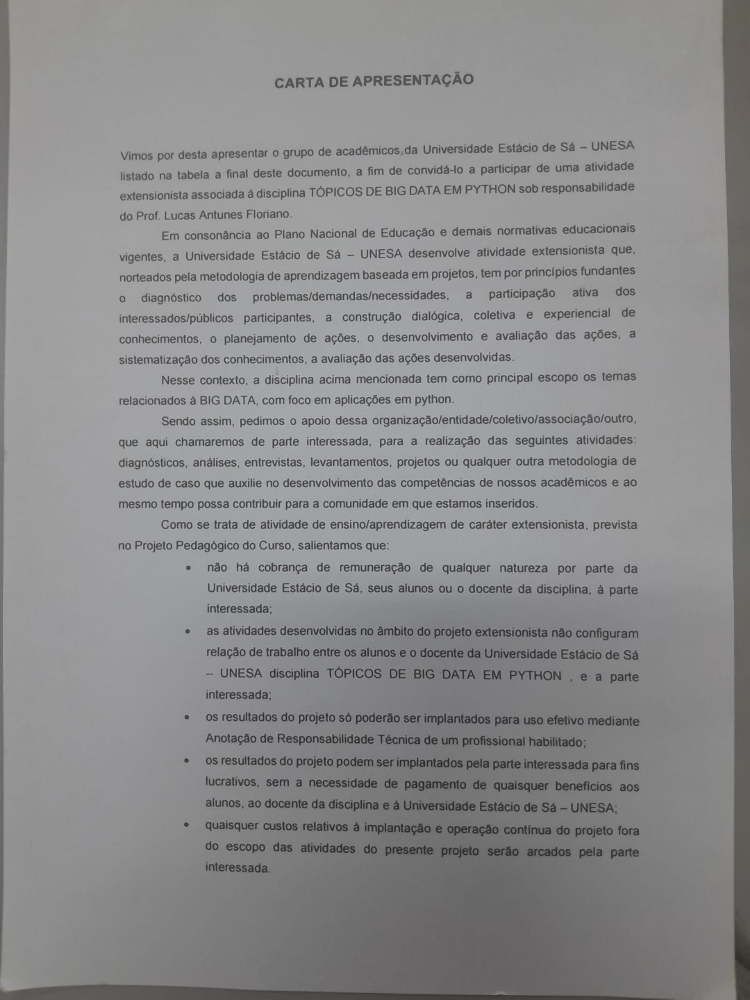 CARTA DE APRESENTAÇÃO
Vimos por desta apresentar o grupo de acadêmicos da Universidade Estácio de Sá – UNESA
listado na tabela a final deste documento, a fim de convidá-lo a participar de uma atividade
extensionista associada à disciplina TÓPICOS DE BIG DATA EM PYTHON sob responsabilidade
do Prof. Lucas Antunes Floriano.
Em consonância ao Plano Nacional de Educação e demais normativas educacionais
vigentes, a Universidade Estácio de Sá – UNESA desenvolve atividade extensionista que,
norteados pela metodologia de aprendizagem baseada em projetos, tem por princípios fundantes
o diagnóstico dos problemas/demandas/necessidades, a participação ativa dos
interessados/públicos participantes, a construção dialógica, coletiva e experiencial de
conhecimentos, o planejamento de ações, o desenvolvimento e avaliação das ações, a
sistematização dos conhecimentos, a avaliação das ações desenvolvidas.
Nesse contexto, a disciplina acima mencionada tem como principal escopo os temas
relacionados à BIG DATA, com foco em aplicações em python.
Sendo assim, pedimos o apoio dessa organização/entidade/coletivo/associação/outro,
que aqui chamaremos de parte interessada, para a realização das seguintes atividades:
diagnósticos, análises, entrevistas, levantamentos, projetos ou qualquer outra metodologia de
estudo de caso que auxilie no desenvolvimento das competências de nossos acadêmicos e ao
mesmo tempo possa contribuir para a comunidade em que estamos inseridos.
Como se trata de atividade de ensino/aprendizagem de caráter extensionista, prevista
no Projeto Pedagógico do Curso, salientamos que:
• não há cobrança de remuneração de qualquer natureza por parte da
Universidade Estácio de Sá, seus alunos ou o docente da disciplina, à parte
interessada;
• as atividades desenvolvidas no âmbito do projeto extensionista não configuram
relação de trabalho entre os alunos e o docente da Universidade Estácio de Sá
– UNESA disciplina TÓPICOS DE BIG DATA EM PYTHON , e a parte
interessada;
• os resultados do projeto só poderão ser implantados para uso efetivo mediante
Anotação de Responsabilidade Técnica de um profissional habilitado;
• os resultados do projeto podem ser implantados pela parte interessada para fins
lucrativos, sem a necessidade de pagamento de quaisquer benefícios aos
alunos, ao docente da disciplina e à Universidade Estácio de Sá – UNESA;
• quaisquer custos relativos à implantação e operação contínua do projeto fora
do escopo das atividades do presente projeto serão arcados pela parte
interessada.